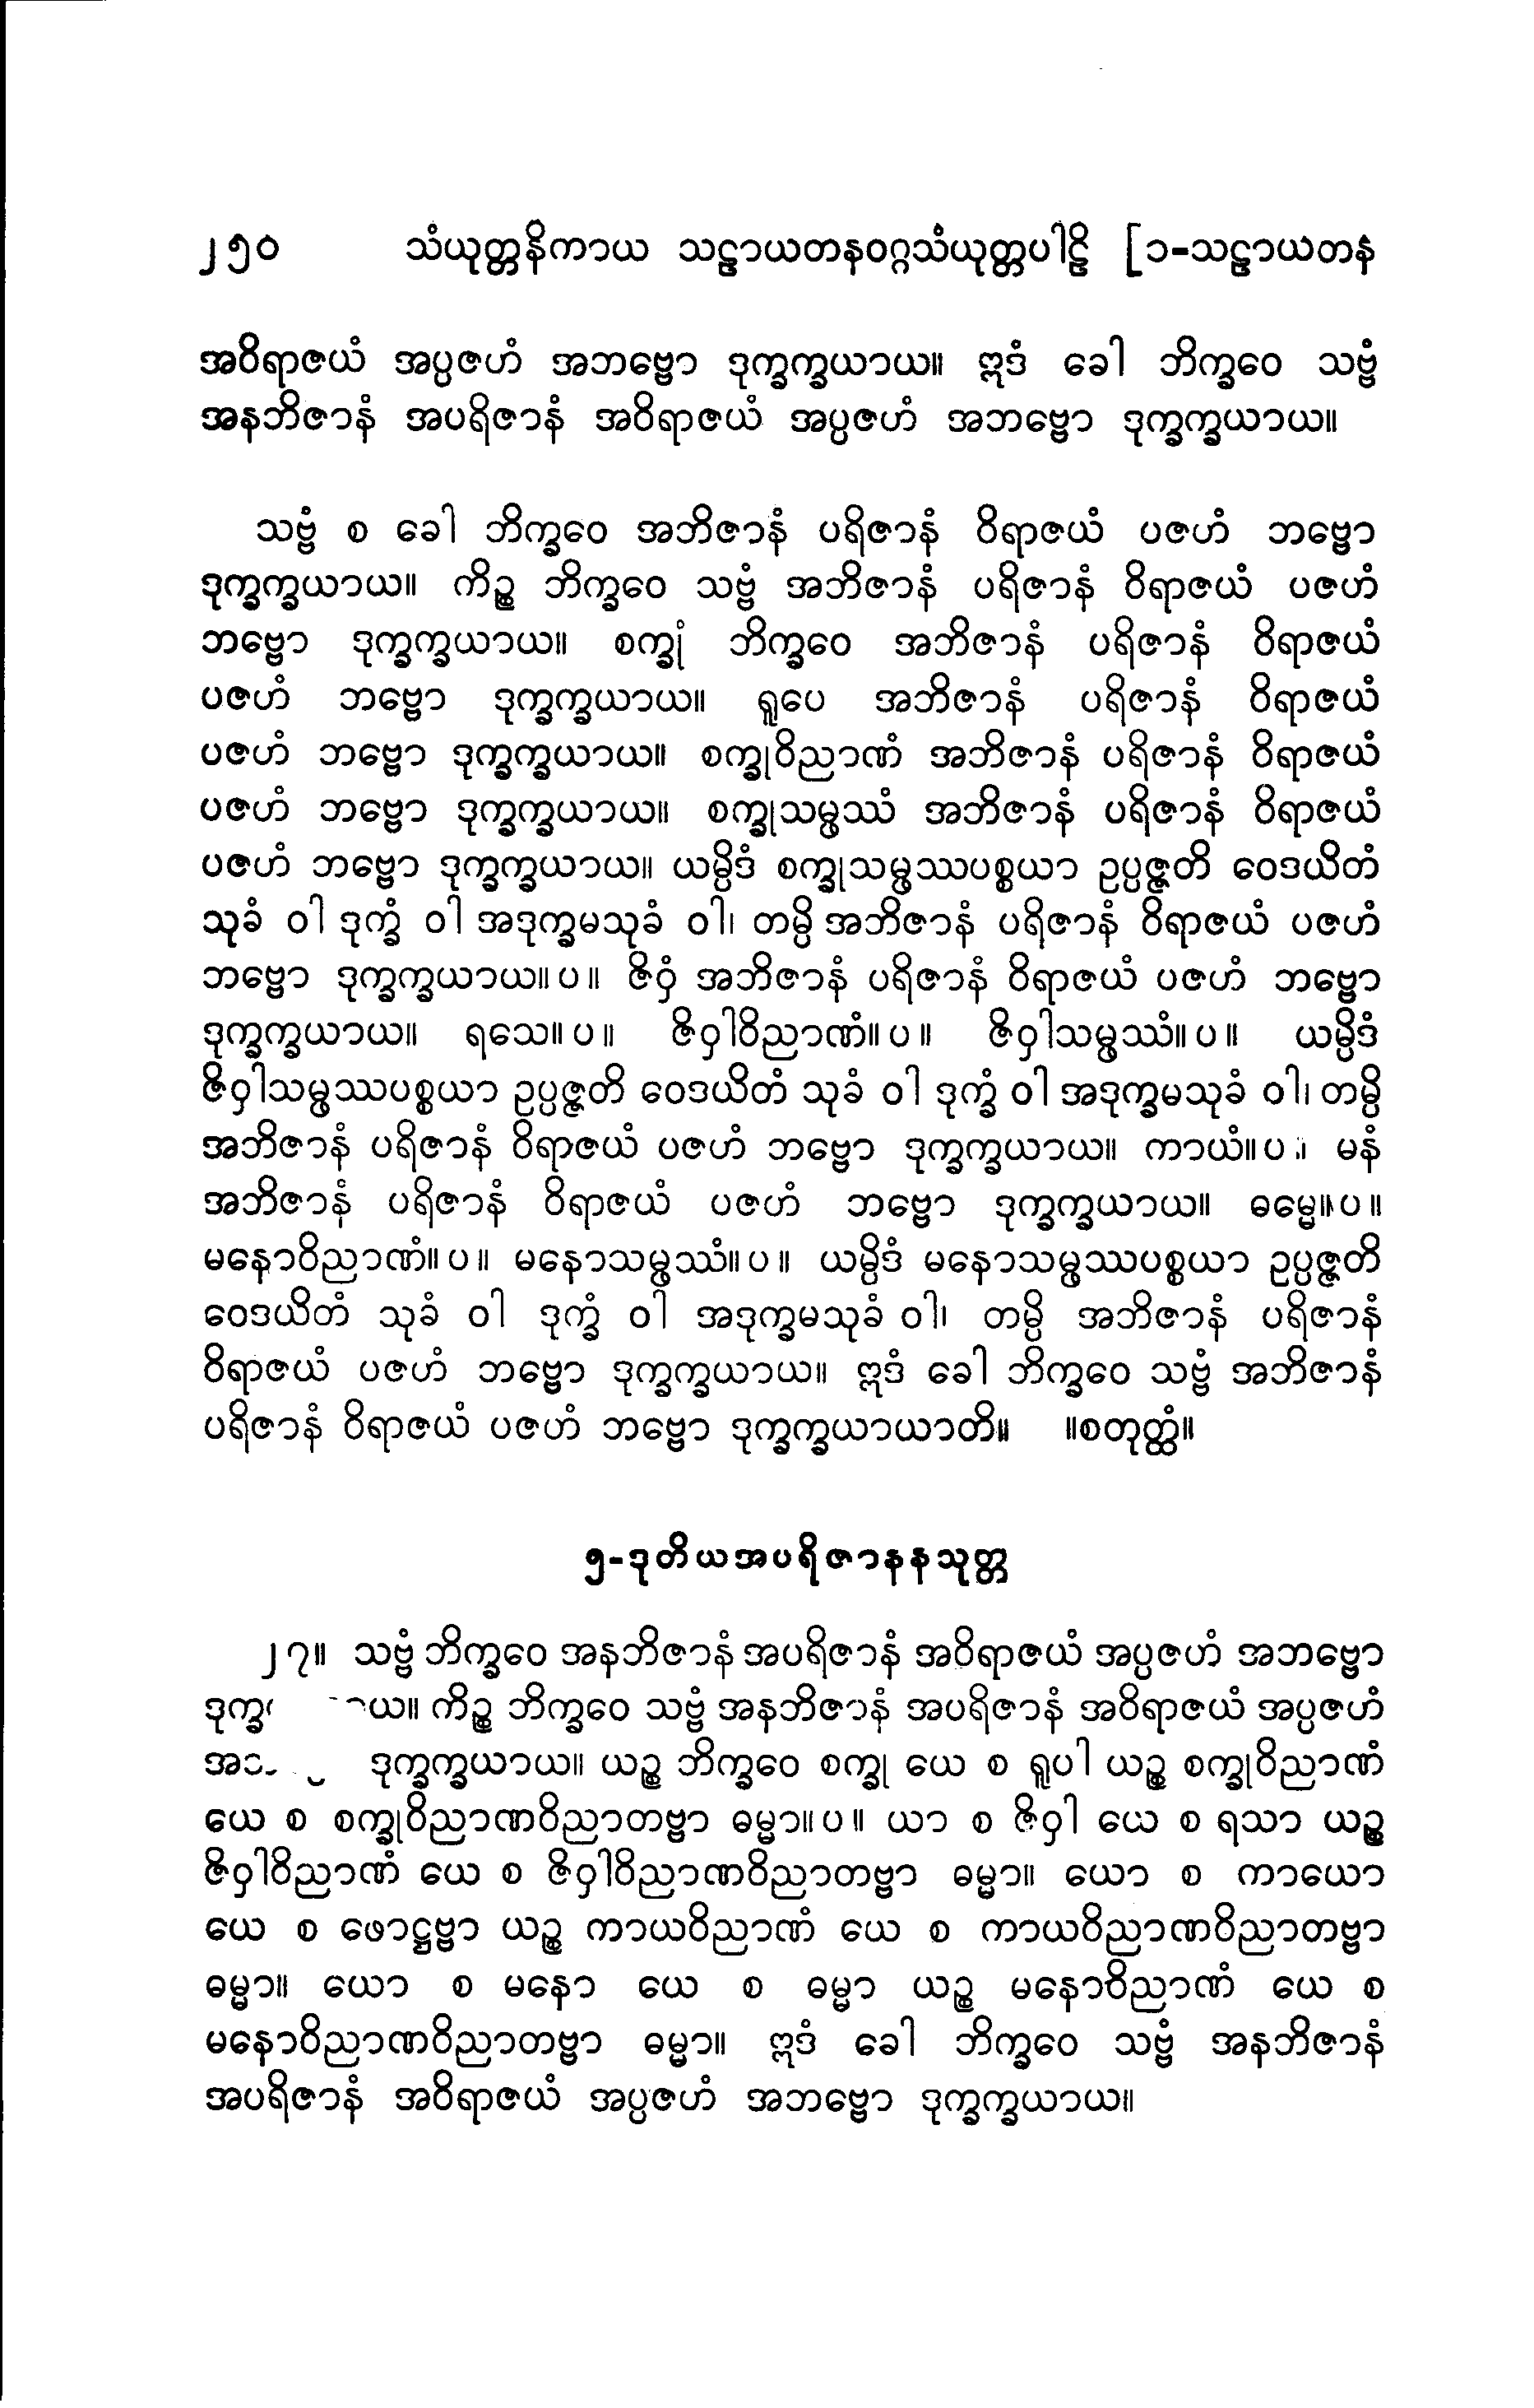 ၂၅၀ သံယုတ္တနိကာယ သဠာယတနဝဂ္ဂသံယုတ္တပါဠိ [၁-သဠာယတန
အဝိရာဇယံ အပ္ပဇဟံ အဘဗ္ဗော ဒုက္ခက္ခယာယ။ ဣဒံ ခေါ ဘိက္ခဝေ သဗ္ဗံ
အနဘိဇာနံ အပရိဇာနံ အဝိရာဇယံ အပ္ပဇဟံ အဘဗ္ဗော ဒုက္ခက္ခယာယ။
သဗ္ဗံ စ ခေါ ဘိက္ခဝေ အဘိဇာနံ ပရိဇာနံ ဝိရာဇယံ ပဇဟံ ဘဗ္ဗော
ဒုက္ခက္ခယာယ။ ကိဉ္စ ဘိက္ခဝေ သဗ္ဗံ အဘိဇာနံ ပရိဇာနံ ဝိရာဇယံ ပဇဟံ
ဘဗ္ဗော ဒုက္ခက္ခယာယ။ စက္ခုံ ဘိက္ခဝေ အဘိဇာနံ ပရိဇာနံ ဝိရာဇယံ
ပဇဟံ ဘဗ္ဗော ဒုက္ခက္ခယာယ။ ရူပေ အဘိဇာနံ ပရိဇာနံ ဝိရာဇယံ
ပဇဟံ ဘဗ္ဗော ဒုက္ခက္ခယာယ။ စက္ခုဝိညာဏံ အဘိဇာနံ ပရိဇာနံ ဝိရာဇယံ
ပဇဟံ ဘဗ္ဗော ဒုက္ခက္ခယာယ။ စက္ခုသမ္ဖဿံ အဘိဇာနံ ပရိဇာနံ ဝိရာဇယံ
ပဇဟံ ဘဗ္ဗော ဒုက္ခက္ခယာယ။ ယမ္ပိဒံ စက္ခုသမ္ဖဿပစ္စယာ ဥပ္ပဇ္ဇတိ ဝေဒယိတံ
သုခံ ဝါ ဒုက္ခံ ဝါ အဒုက္ခမသုခံ ဝါ၊ တမ္ပိ အဘိဇာနံ ပရိဇာနံ ဝိရာဇယံ ပဇဟံ
ဘဗ္ဗော ဒုက္ခက္ခယာယ။ပ။ ဇိဝှံ အဘိဇာနံ ပရိဇာနံ ဝိရာဇယံ ပဇဟံ ဘဗ္ဗော
ဒုက္ခက္ခယာယ။ ရသေ။ပ။ ဇိဝှါဝိညာဏံ။ပ။ ဇိဝှါသမ္ဖဿံ။ပ။ ယမ္ပိဒံ
ဇိဝှါသမ္ဖဿပစ္စယာ ဥပ္ပဇ္ဇတိ ဝေဒယိတံ သုခံ ဝါ ဒုက္ခံ ဝါ အဒုက္ခမသုခံ ဝါ၊ တမ္ပိ
အဘိဇာနံ ပရိဇာနံ ဝိရာဇယံ ပဇဟံ ဘဗ္ဗော ဒုက္ခက္ခယာယ။ ကာယံ။ပ။ မနံ
အဘိဇာနံ ပရိဇာနံ ဝိရာဇယံ ပဇဟံ ဘဗ္ဗော ဒုက္ခက္ခယာယ။ ဓမ္မေ။ပ။
မနောဝိညာဏံ။ပ။ မနောသမ္ဖဿံ။ပ။ ယမ္ပိဒံ မနောသမ္ဖဿပစ္စယာ ဥပ္ပဇ္ဇတိ
ဝေဒယိတံ သုခံ ဝါ ဒုက္ခံ ဝါ အဒုက္ခမသုခံ ဝါ၊ တမ္ပိ အဘိဇာနံ ပရိဇာနံ
ဝိရာဇယံ ပဇဟံ ဘဗ္ဗော ဒုက္ခက္ခယာယ။ ဣဒံ ခေါ ဘိက္ခဝေ သဗ္ဗံ အဘိဇာနံ
ပရိဇာနံ ဝိရာဇယံ ပဇဟံ ဘဗ္ဗော ဒုက္ခက္ခယာယာတိ။ ။စတုတ္ထံ။
၅-ဒုတိယအပရိဇာနနသုတ္တ
၂၇။ သဗ္ဗံ ဘိက္ခဝေ အနဘိဇာနံ အပရိဇာနံ အဝိရာဇယံ အပ္ပဇဟံ အဘဗ္ဗော
ကိဉ္စ ဘိက္ခဝေ သဗ္ဗံ အနဘိဇာနံ အပရိဇာနံ အဝိရာဇယံ အပ္ပဇဟံ
ဒုက္ခက္ခယာယ။ ယဉ္စ ဘိက္ခဝေ စက္ခု ယေ စ ရူပါ ယဉ္စ စက္ခုဝိညာဏံ
ယေ စ စက္ခုဝိညာဏဝိညာတဗ္ဗာ ဓမ္မာ။ပ။ ယာ စ ဇိဝှါ ယေ စ ရသာ ယဉ္စ
ဇိဝှါဝိညာဏံ ယေ စ ဇိဝှါဝိညာဏဝိညာတဗ္ဗာ ဓမ္မာ။ ယော စ ကာယော
ယေ စ ဖောဋ္ဌဗ္ဗာ ယဉ္စ ကာယဝိညာဏံ ယေ စ ကာယဝိညာဏဝိညာတဗ္ဗာ
ဓမ္မာ။ ယော စ မနော ယေ စ ဓမ္မာ ယဉ္စ မနောဝိညာဏံ ယေ စ
မနောဝိညာဏဝိညာတဗ္ဗာ ဓမ္မာ။ ဣဒံ ခေါ ဘိက္ခဝေ သဗ္ဗံ အနဘိဇာနံ
အပရိဇာနံ အဝိရာဇယံ အပ္ပဇဟံ အဘဗ္ဗော ဒုက္ခက္ခယာယ။